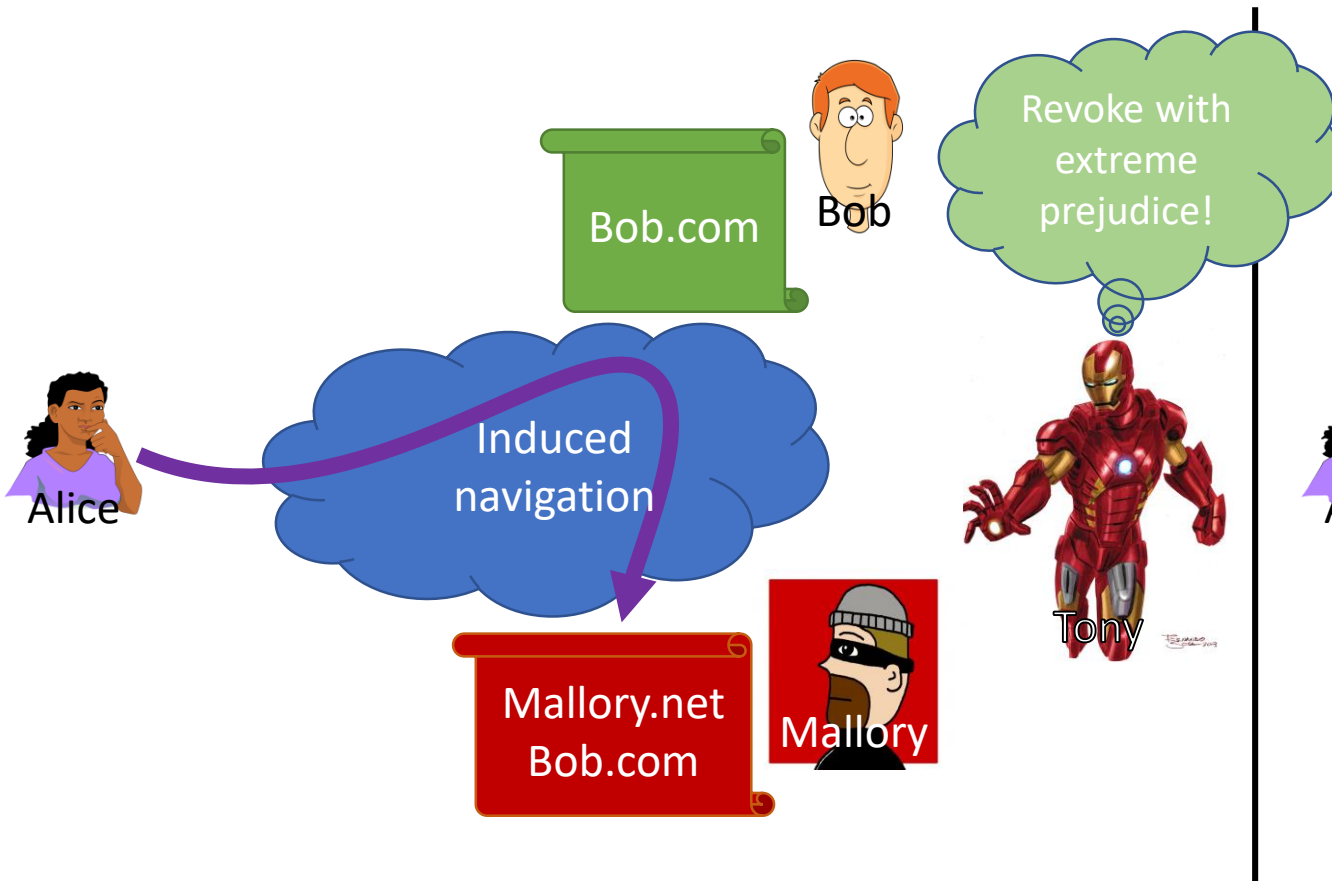 Revoke with
extreme
prejudice!
Bob
Bob.com
Induced
navigation
Alice
Tony
Mallory.net
Bob.com
Mallory